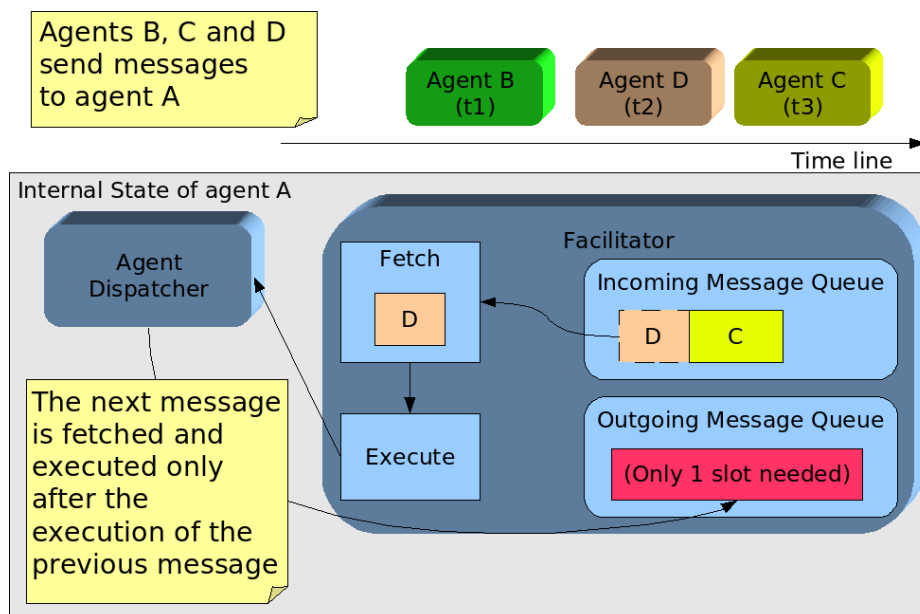 Agents B, C and D
send messages
to agent A
Agent B
(t1)
Agent D
(t2)
Agent C
(t3)
Time line
Internal State of agent A
Agent
Dispatcher
Facilitator
Fetch
D
Incoming Message Queue
D
C
Execute
Outgoing Message Queue
(Only 1 slot needed)
The next message
is fetched and
executed only
after the
execution of the
previous message